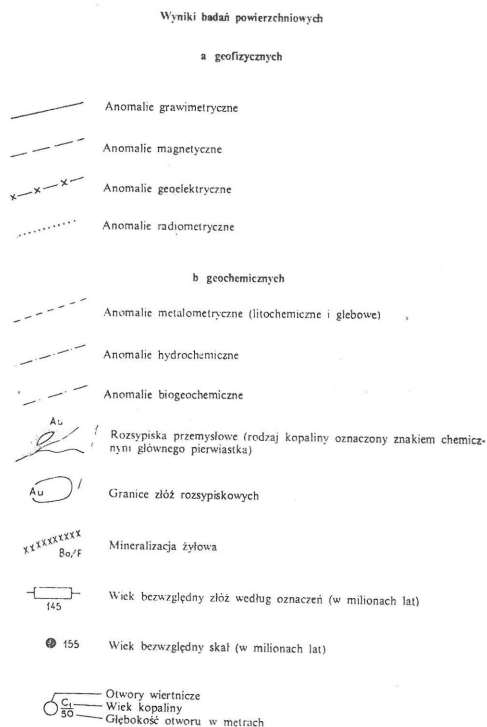 Wyniki badań powierzchniowych
a geofizycznych
Anomalie grawimetryczne
Anomalie magnetyczne
Anomalie geoelektryczne
Anomalie radiometryczne
b geochemicznych
Anomalie metalometryczne (litochemiczne i glebowe)
Anomalie hydrochemiczne
Anomalie biogeochemiczne
Au
Rozsypiska przemysłowe (rodzaj kopaliny oznaczony znakiem chemicz-
nym głównego pierwiastka)
Au
Granice złóż rozsypiskowych
Mineralizacja żyłowa
Ba/F
Wiek bezwzględny złóż według oznaczeń (w milionach lat)
145
155 Wiek bezwzględny skał (w milionach lat)
Otwory wiertnicze
C₁ Wiek kopaliny
50 Głębokość otworu w metrach